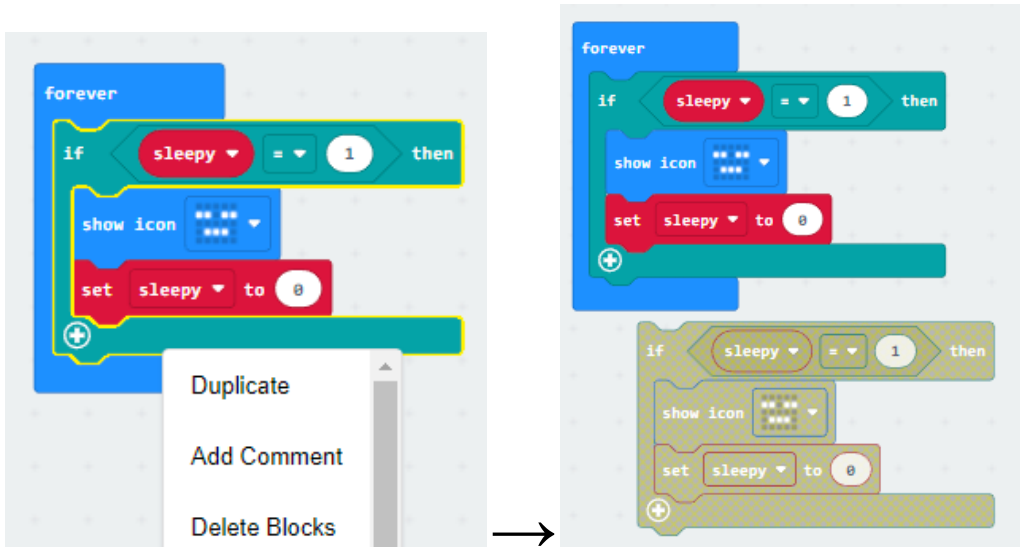 forever
if sleepy = 1 then
show icon
set sleepy to 0
Duplicate
Add Comment
Delete Blocks
→
forever
if sleepy = 1 then
show icon
set sleepy to 0
if sleepy = 1 then
show icon
set sleepy to 0